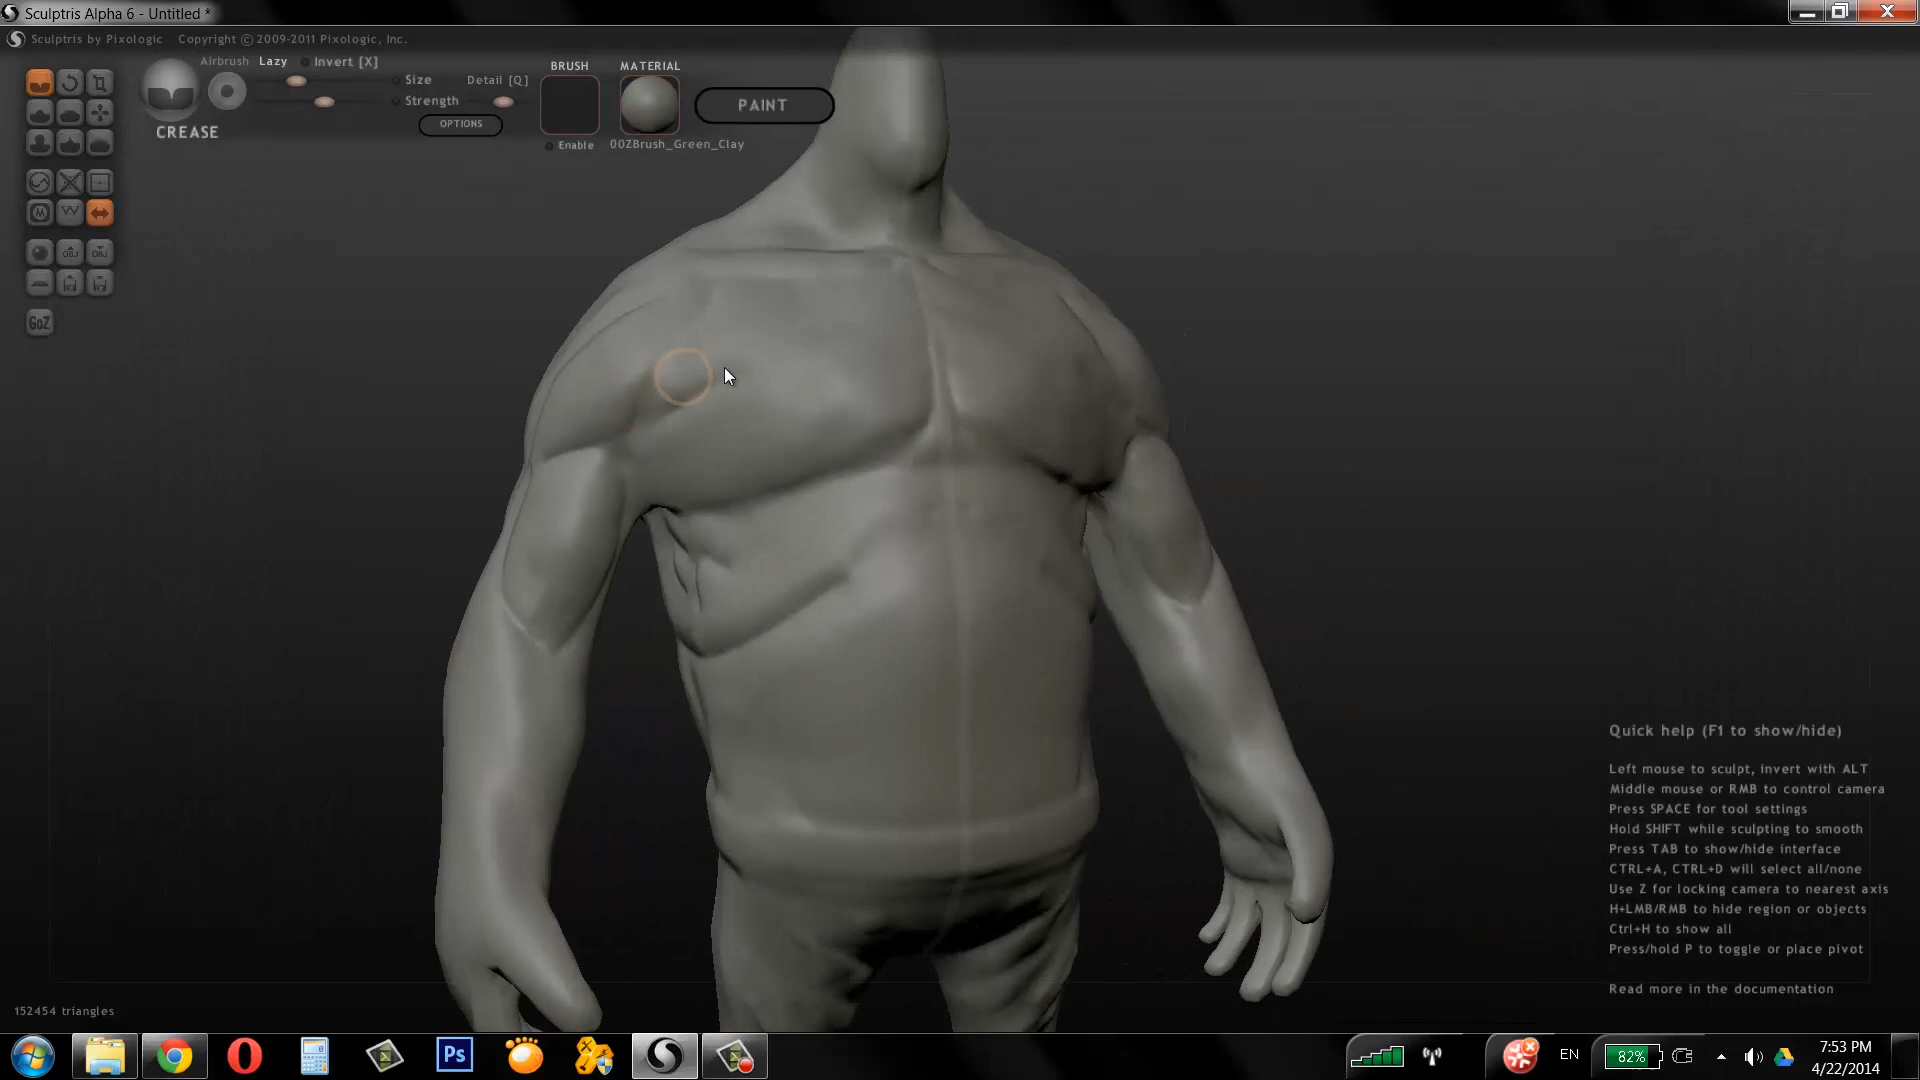 Sculptris Alpha 6 - Untitled *
Sculptris by Pixologic Copyright © 2009-2011 Pixologic, Inc.
Airbrush Lazy Invert [X]
Size Detail [Q]
Strength
OPTIONS
CREASE
BRUSH
Enable
MATERIAL
00ZBrush_Green_Clay
PAINT
OBJ OBJ
GoZ
Quick help (F1 to show/hide)
Left mouse to sculpt, invert with ALT
Middle mouse or RMB to control camera
Press SPACE for tool settings
Hold SHIFT while sculpting to smooth
Press TAB to show/hide interface
CTRL+A, CTRL+D will select all/none
Use Z for locking camera to nearest axis
H+LMB/RMB to hide region or objects
Ctrl+H to show all
Press/hold P to toggle or place pivot
Read more in the documentation
152454 triangles
Ps
EN
82%
7:53 PM
4/22/2014